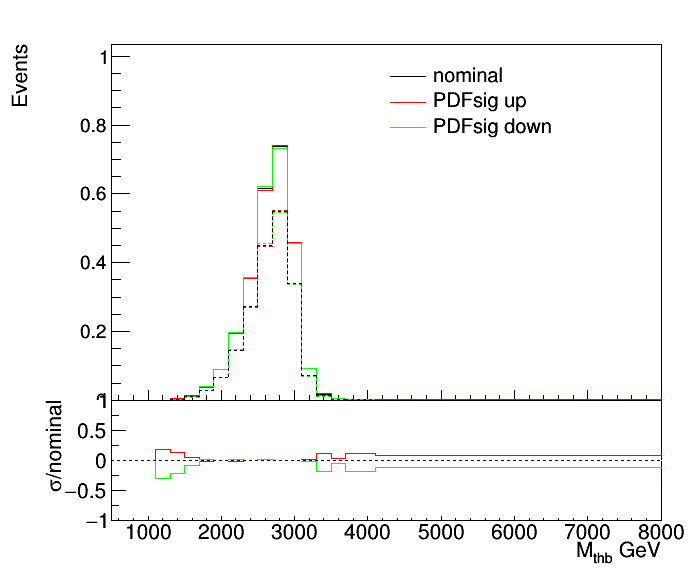 Events
1
0.8
0.6
0.4
0.2
nominal
PDFsig up
PDFsig down
σ/nominal
1
0.5
0
−0.5
−1
1000 2000 3000 4000 5000 6000 7000 8000
M_thb GeV